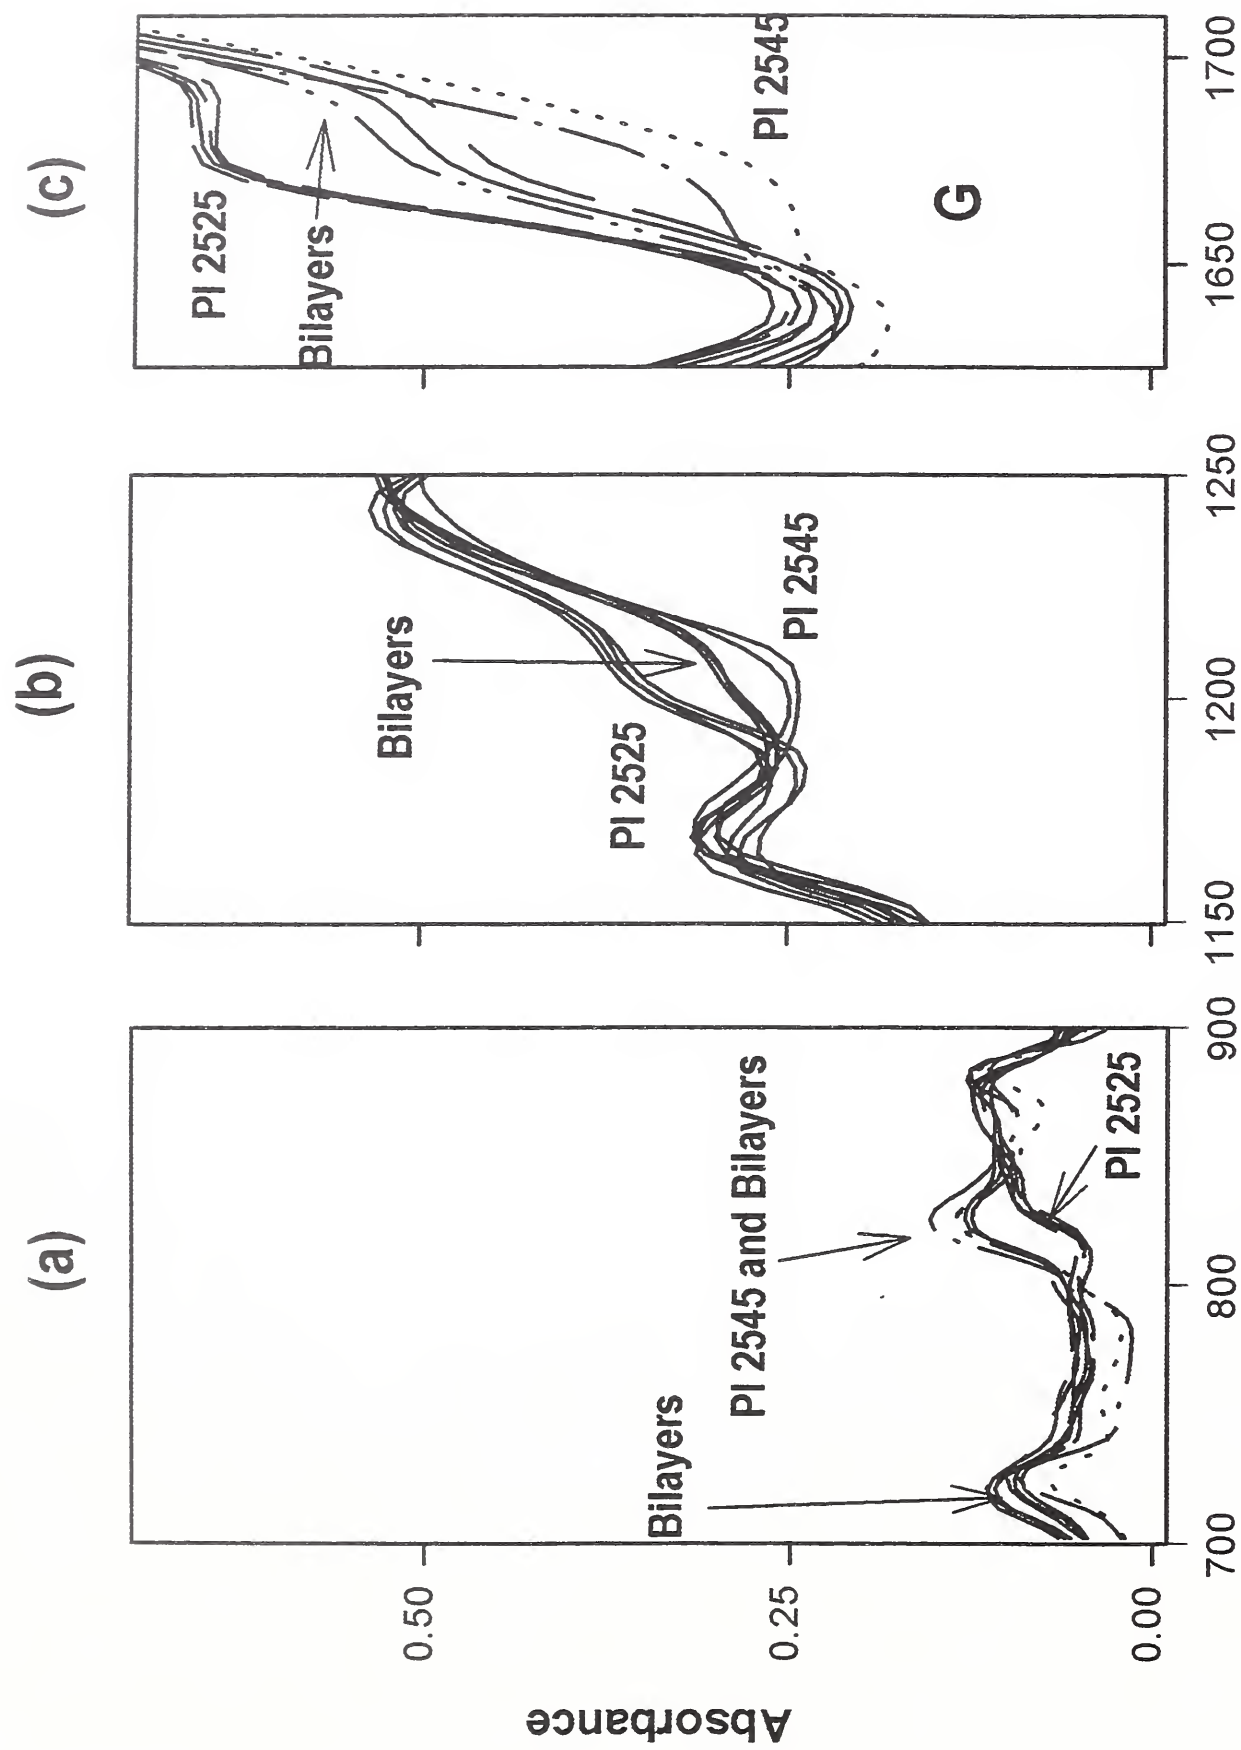 (a)
(b)
(c)
Absorbance
0.50
0.25
0.00
Bilayers
PI 2545 and Bilayers
PI 2525
700
800
900
Bilayers
PI 2525
PI 2545
1150
1200
1250
PI 2525
Bilayers
PI 2545
G
1650
1700